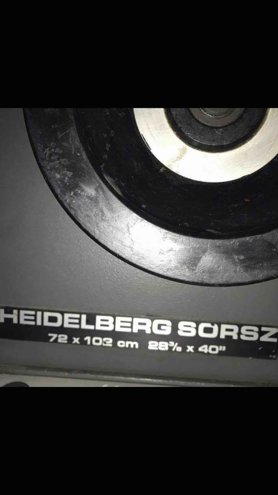 HEIDELBERG SORSZ
72 x 102 cm 28⅜ x 40"